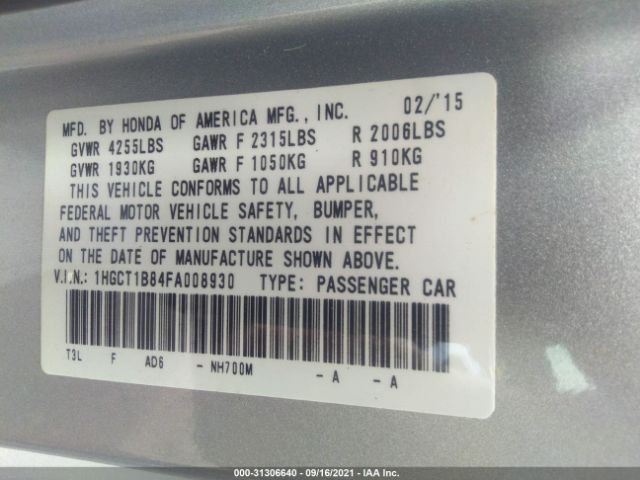 MFD. BY HONDA OF AMERICA MFG., INC. 02/'15
GVWR 4255LBS GAWR F 2315LBS R 2006LBS
GVWR 1930KG GAWR F 1050KG R 910KG
THIS VEHICLE CONFORMS TO ALL APPLICABLE
FEDERAL MOTOR VEHICLE SAFETY, BUMPER,
AND THEFT PREVENTION STANDARDS IN EFFECT
ON THE DATE OF MANUFACTURE SHOWN ABOVE.
V.I.N.: 1HGCT1B84FA008930 TYPE: PASSENGER CAR
T3L F AD6 - NH700M - A - A
000-31306640 - 09/16/2021 - IAA Inc.